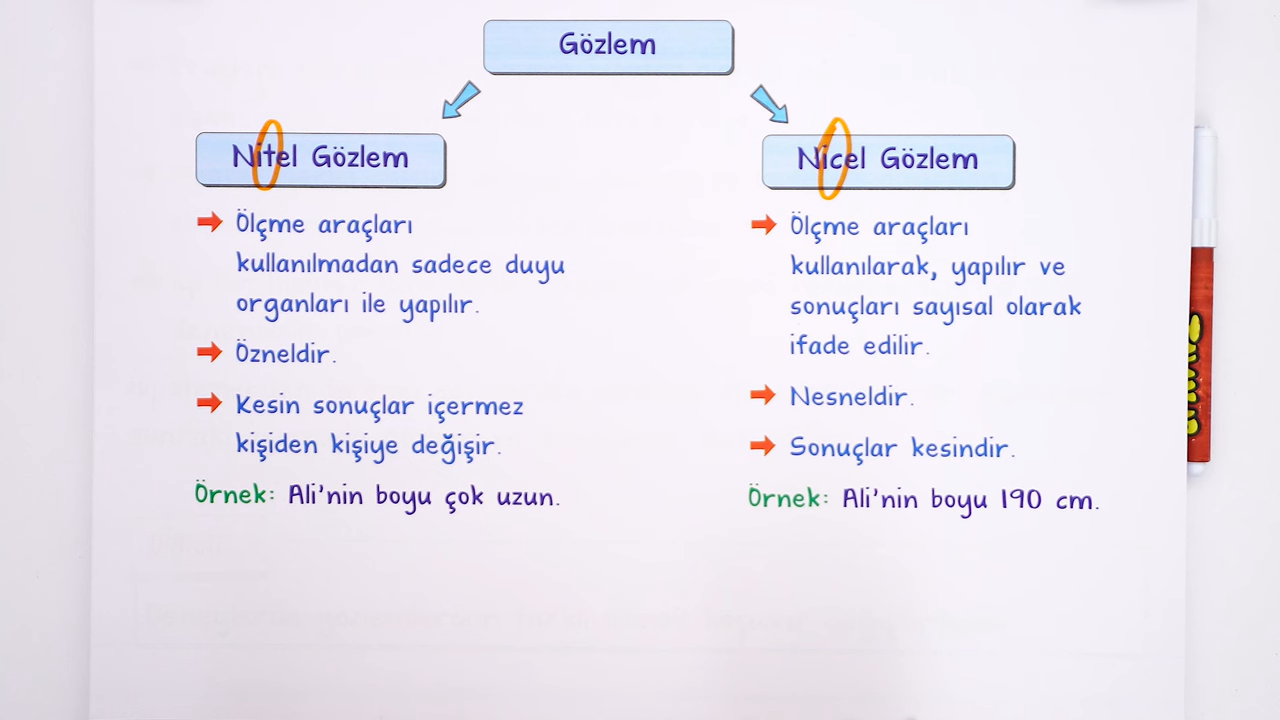 Gözlem
Nitel Gözlem
Ölçme araçları
kullanılmadan sadece duyu
organları ile yapılır.
Özneldir.
Kesin sonuçlar içermez
kişiden kişiye değişir.
Örnek: Ali'nin boyu çok uzun.
Nicel Gözlem
Ölçme araçları
kullanılarak, yapılır ve
sonuçları sayısal olarak
ifade edilir.
Nesneldir.
Sonuçlar kesindir.
Örnek: Ali'nin boyu 190 cm.